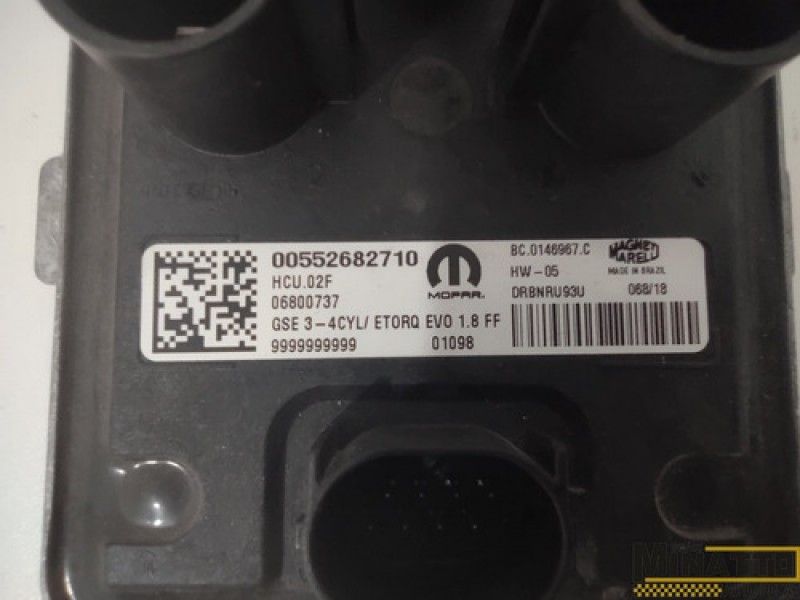 00552682710
HCU.02F
06800737
GSE 3-4CYL/ ETORQ EVO 1.8 FF
9999999999 01098
MOPAR.
BC.0146967.C
HW-05
DRBNRU93U
MAGNETI MARELLI
MADE IN BRAZIL
068/18
MINATTO